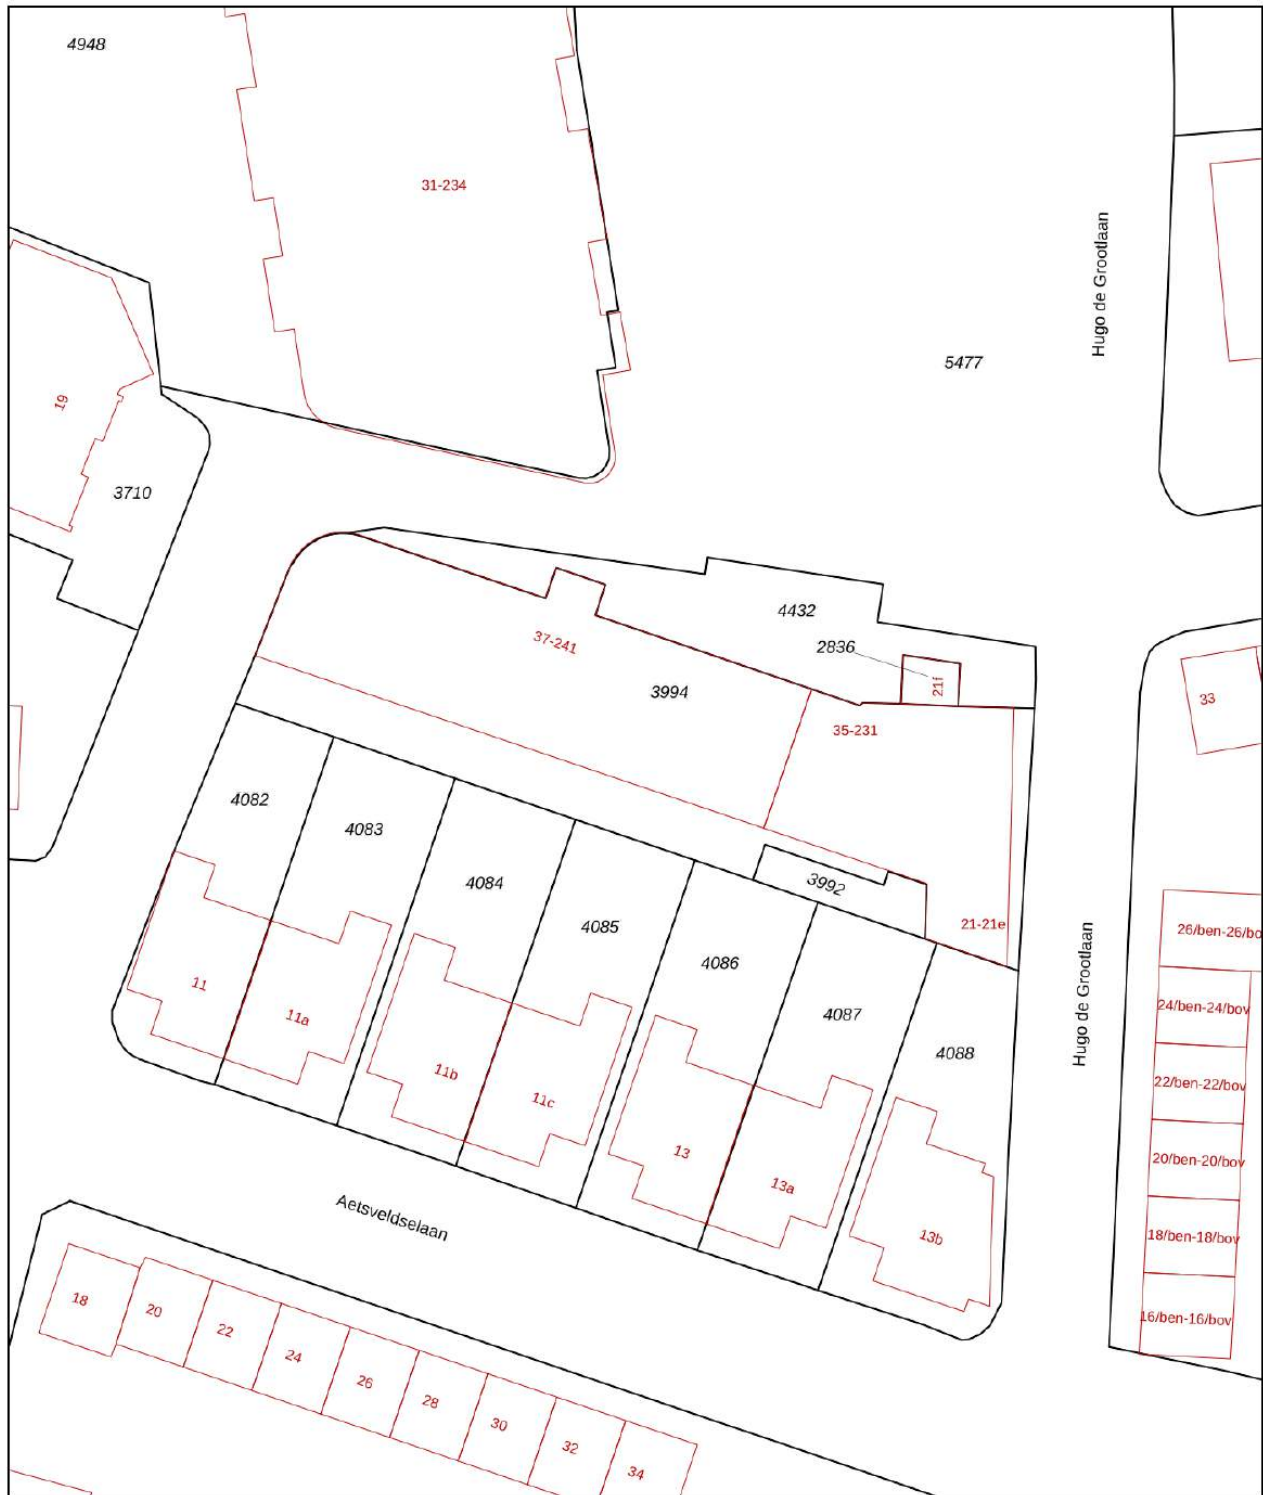 4948
31-234
Hugo de Grootlaan
5477
19
3710
4432
2836
37-241
21f
3994
33
35-231
4082
4083
4084
3992
4085
21-21e
26/ben-26/bo
4086
11
24/ben-24/bov
4087
11a
Hugo de Grootlaan
4088
11b
22/ben-22/bov
11c
13
20/ben-20/bov
13a
Aetsveldselaan
13b
18/ben-18/bov
18
20
16/ben-16/bov
22
24
26
28
30
32
34